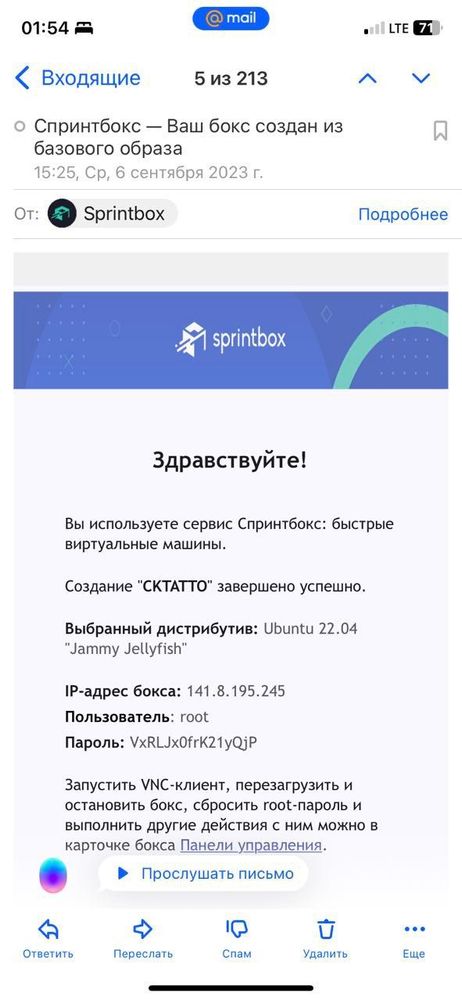 01:54
@mail
LTE 71
Входящие
5 из 213
Спринтбокс — Ваш бокс создан из
базового образа
15:25, Ср, 6 сентября 2023 г.
От: Sprintbox
Подробнее
sprintbox
Здравствуйте!
Вы используете сервис Спринтбокс: быстрые
виртуальные машины.
Создание "СКТАТТО" завершено успешно.
Выбранный дистрибутив: Ubuntu 22.04
"Jammy Jellyfish"
IP-адрес бокса: 141.8.195.245
Пользователь: root
Пароль: VxRLJx0frK21yQjP
Запустить VNC-клиент, перезагрузить и
остановить бокс, сбросить root-пароль и
выполнить другие действия с ним можно в
карточке бокса Панели управления.
Прослушать письмо
Ответить
Переслать
Спам
Удалить
Еще